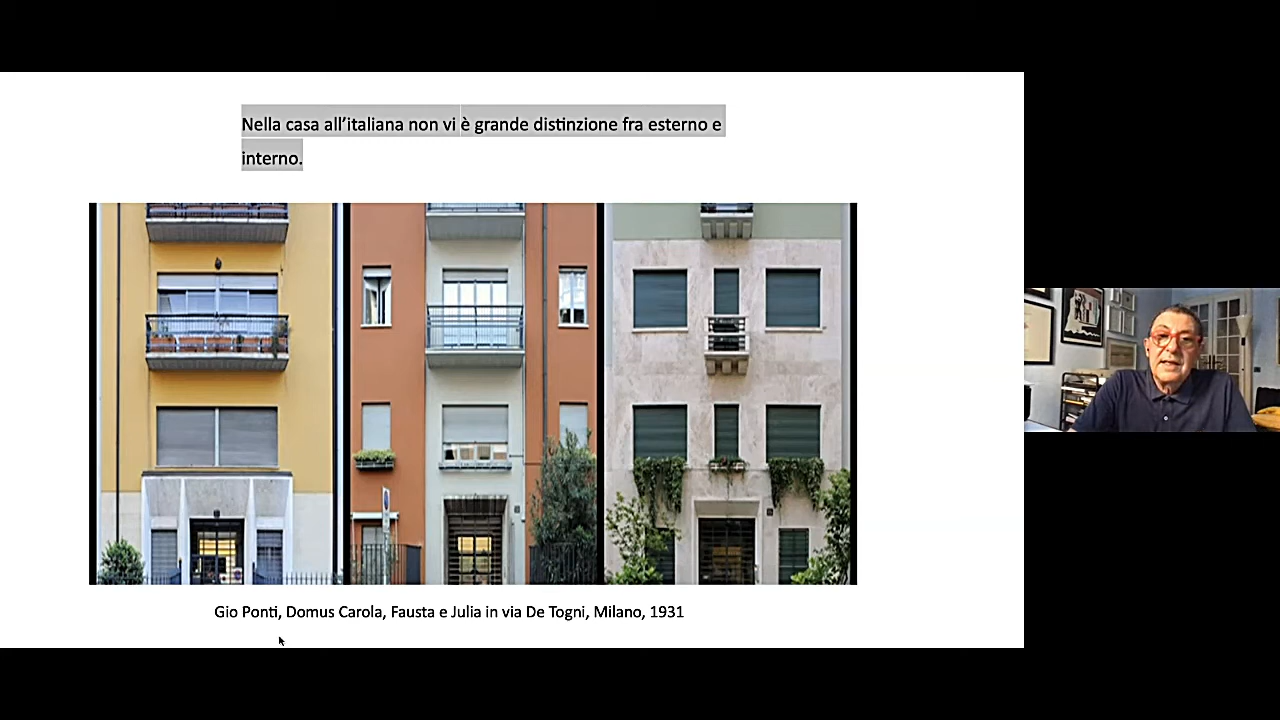 Nella casa all'italiana non vi è grande distinzione fra esterno e
interno.
Gio Ponti, Domus Carola, Fausta e Julia in via De Togni, Milano, 1931